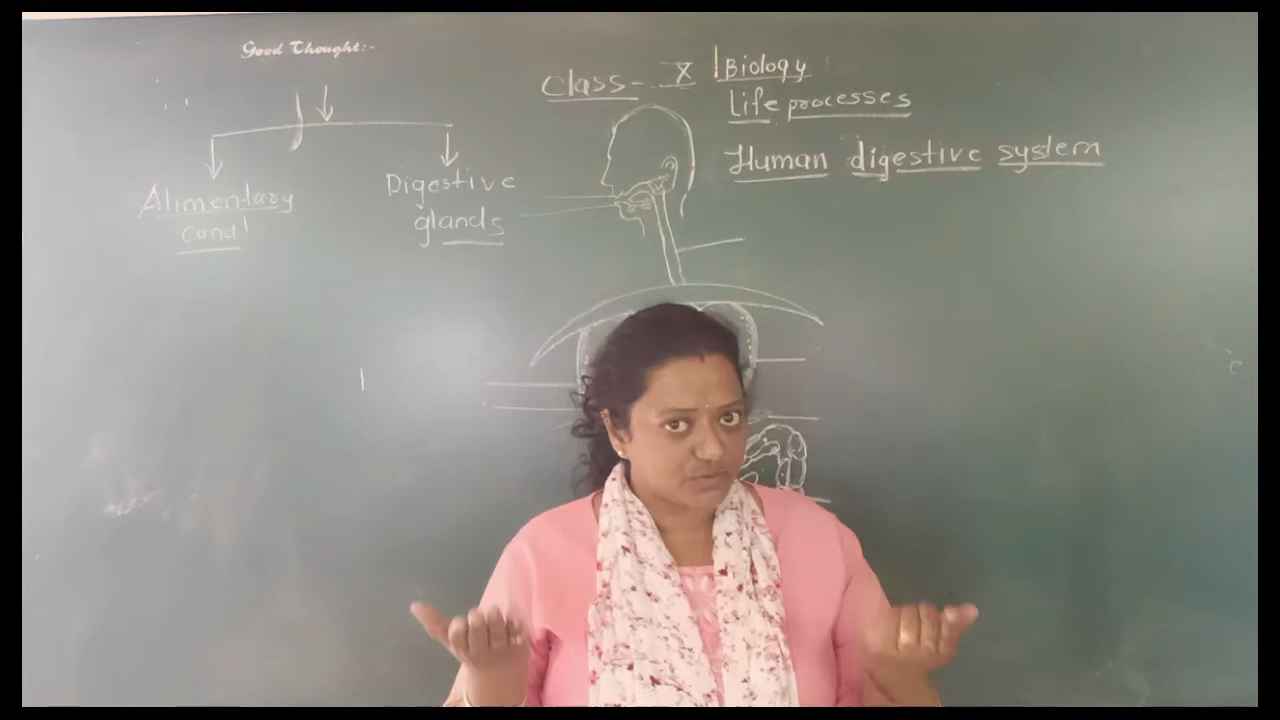 Good Thought:-
Class- X Biology
Life processes
Human digestive system
Alimentary
canal
Digestive
glands